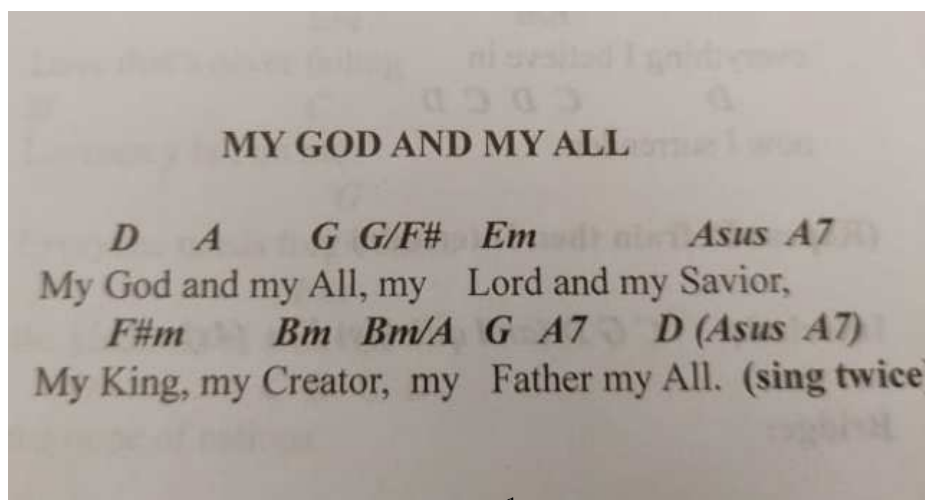 MY GOD AND MY ALL
D A G G/F# Em Asus A7
My God and my All, my Lord and my Savior,
F#m Bm Bm/A G A7 D (Asus A7)
My King, my Creator, my Father my All. (sing twice)